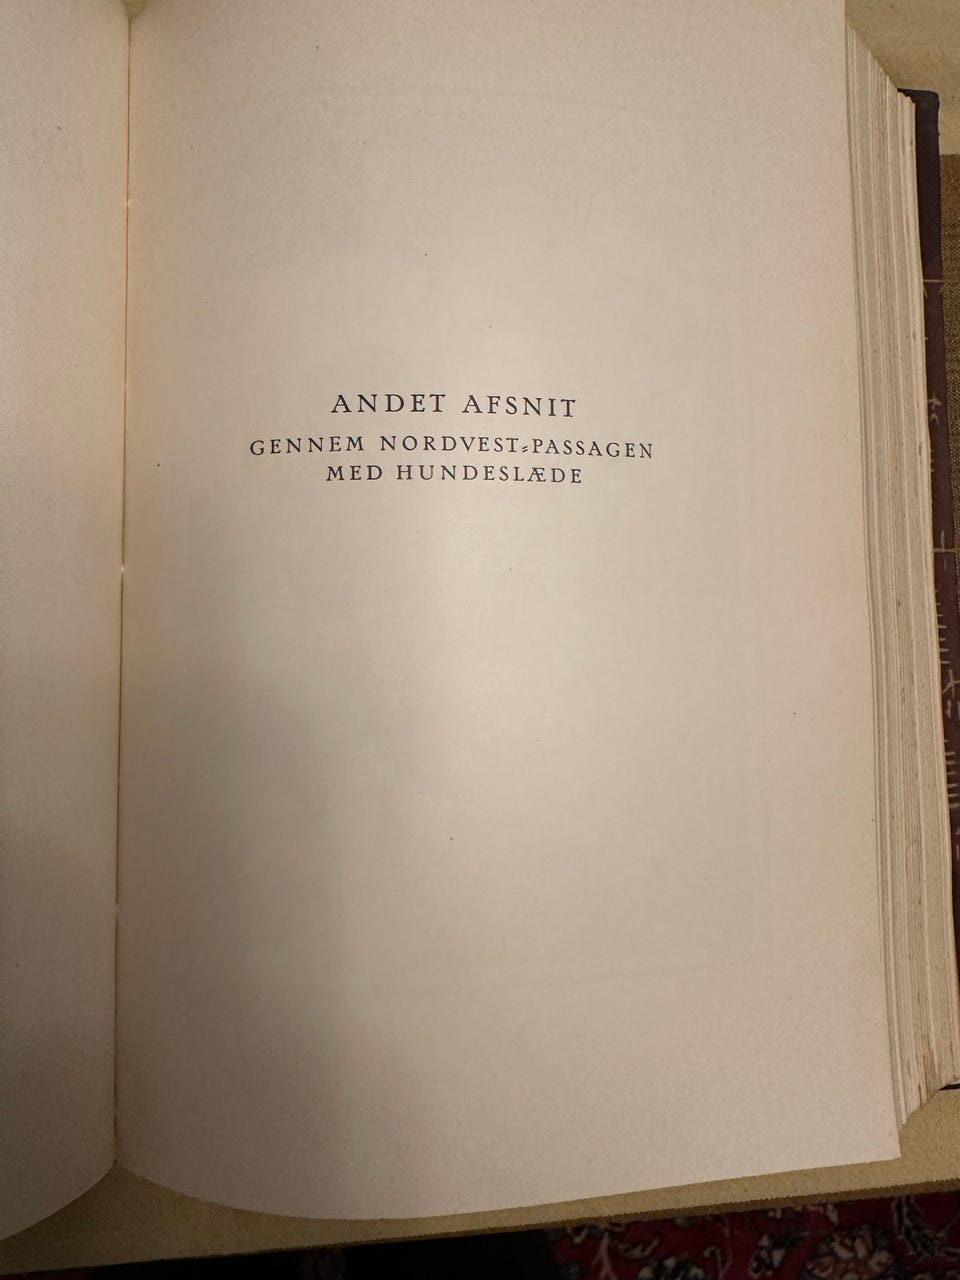 ANDET AFSNIT
GENNEM NORDVEST-PASSAGEN
MED HUNDESLÆDE